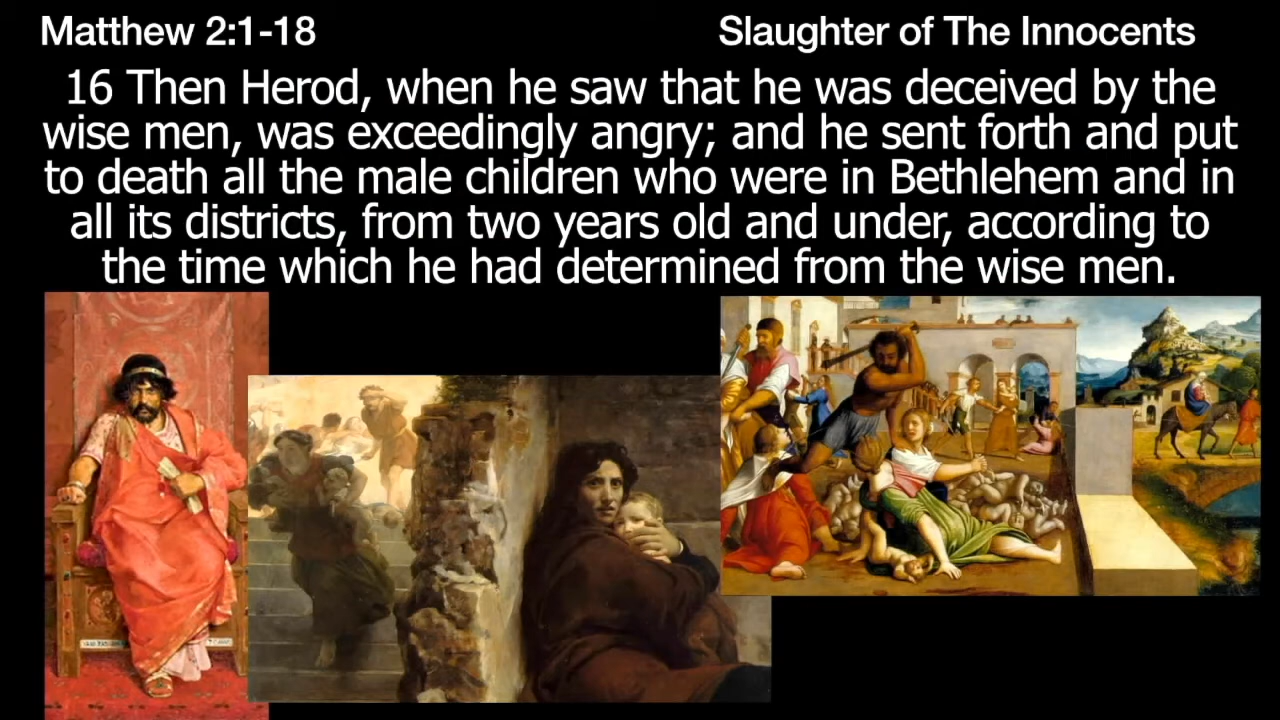 Matthew 2:1-18
Slaughter of The Innocents
16 Then Herod, when he saw that he was deceived by the
wise men, was exceedingly angry; and he sent forth and put
to death all the male children who were in Bethlehem and in
all its districts, from two years old and under, according to
the time which he had determined from the wise men.